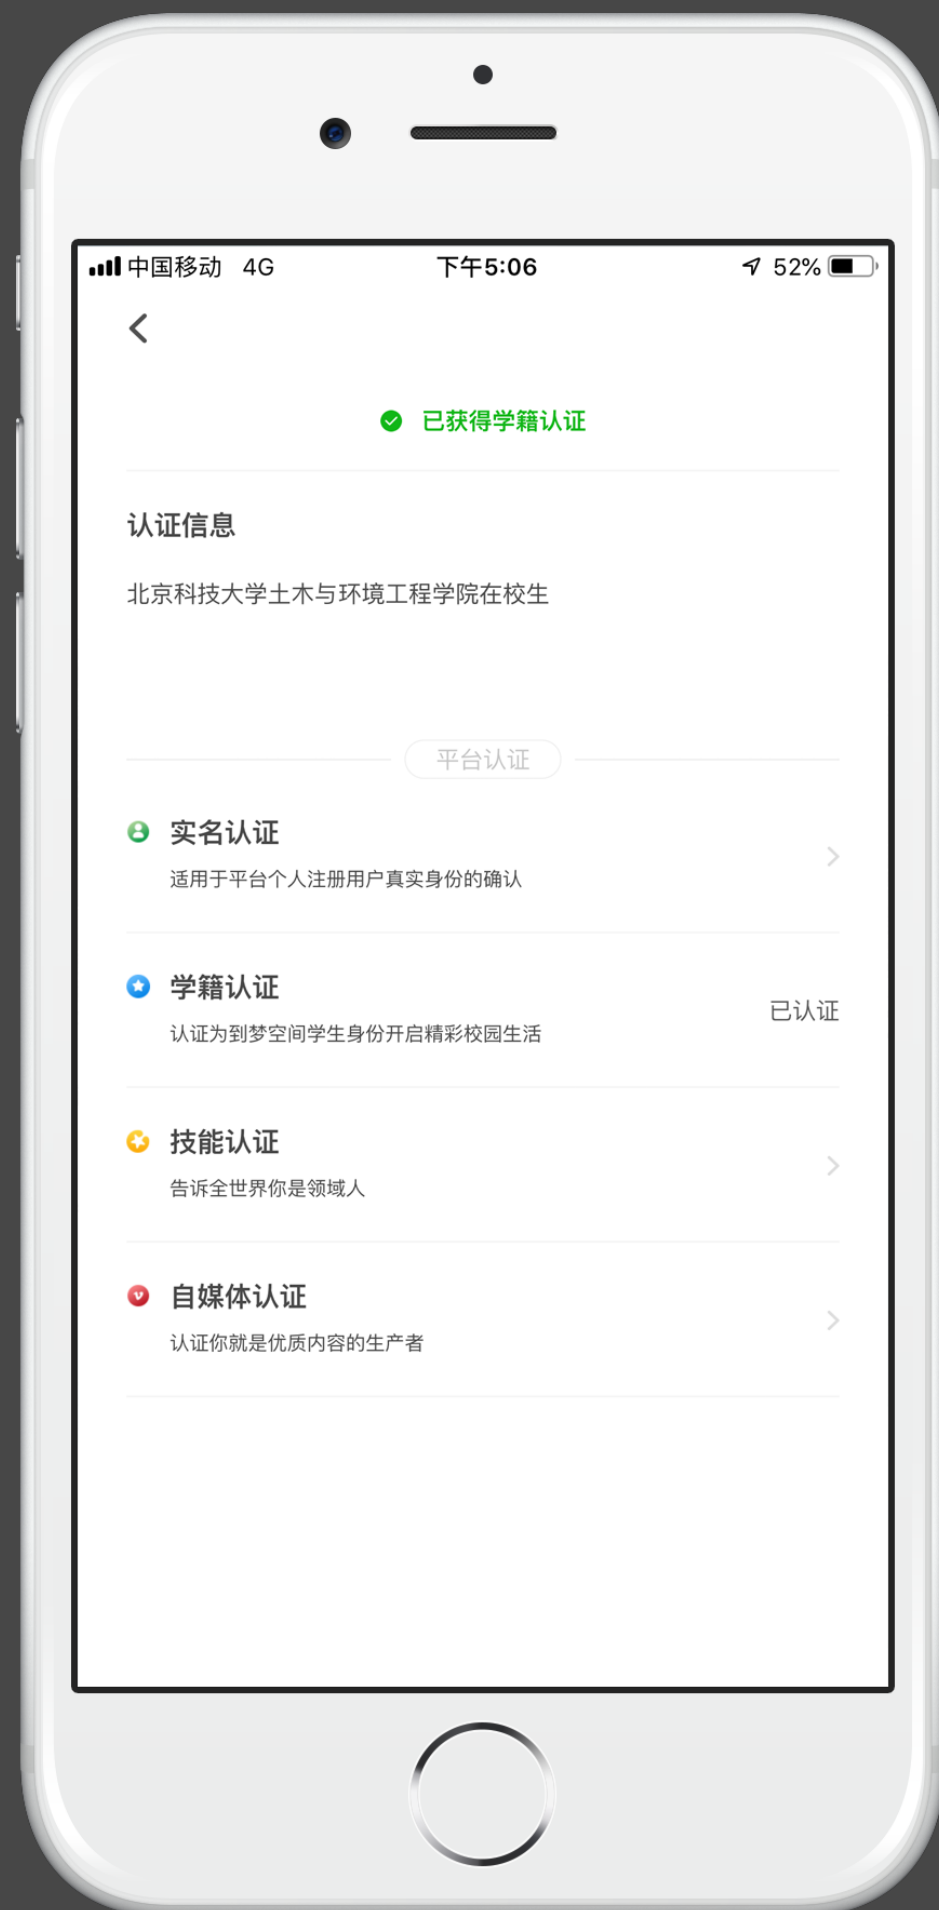 中国移动 4G 下午5:06 52%
已获得学籍认证
认证信息
北京科技大学土木与环境工程学院在校生
平台认证
实名认证
适用于平台个人注册用户真实身份的确认
学籍认证
已认证
认证为到梦空间学生身份开启精彩校园生活
技能认证
告诉全世界你是领域人
自媒体认证
认证你就是优质内容的生产者